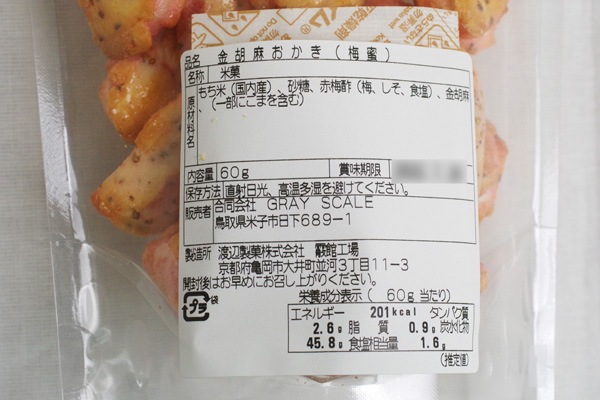 品名 金胡麻おかき(梅蜜)
名称 米菓
原材料名 もち米(国内産)、砂糖、赤梅酢(梅、しそ、食塩)、金胡麻
、(一部にごまを含む)
内容量 60g 賞味期限
保存方法 直射日光、高温多湿を避けてください。
販売者 合同会社 GRAY SCALE
鳥取県米子市日下689-1
製造所 渡辺製菓株式会社 工場
京都府亀岡市大井町並河3丁目11-3
開封後はお早めにお召し上がりください。
プラ 袋
栄養成分表示( 60g当たり)
エネルギー 201kcal タンパク質
2.6g 脂質 0.9g 炭水化物
45.8g 食塩相当量 1.6g
(推定値)